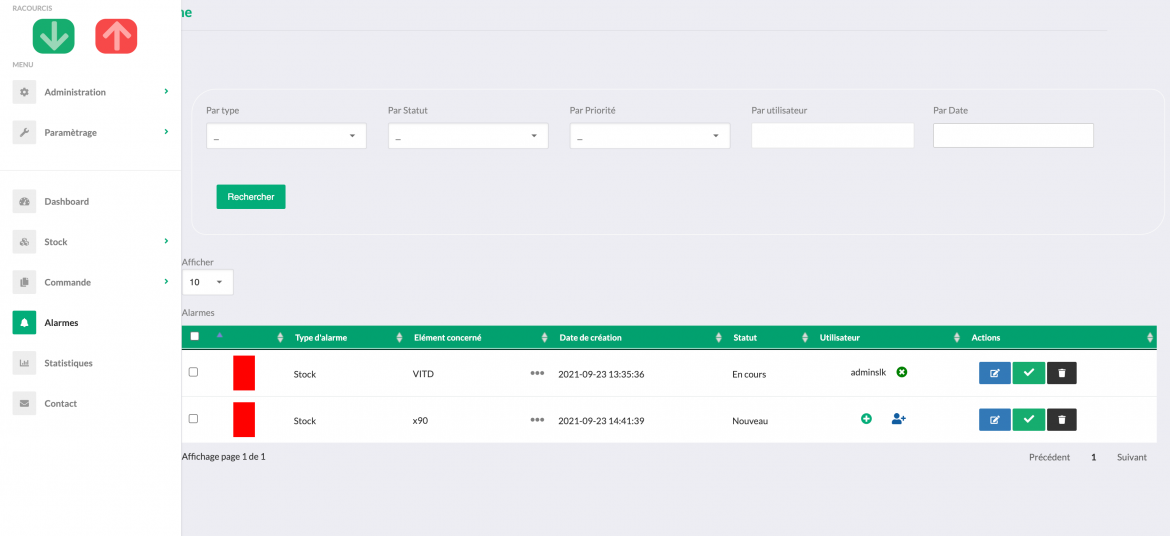 RACOURCIS
MENU
Administration
Paramètrage
Dashboard
Stock
Commande
Alarmes
Statistiques
Contact
ne
Par type
Par Statut
Par Priorité
Par utilisateur
Par Date
_
_
_
Rechercher
Afficher
10
Alarmes
Type d'alarme Elément concerné Date de création Statut Utilisateur Actions
Stock VITD 2021-09-23 13:35:36 En cours adminslk
Stock x90 2021-09-23 14:41:39 Nouveau
Affichage page 1 de 1
Précédent 1 Suivant